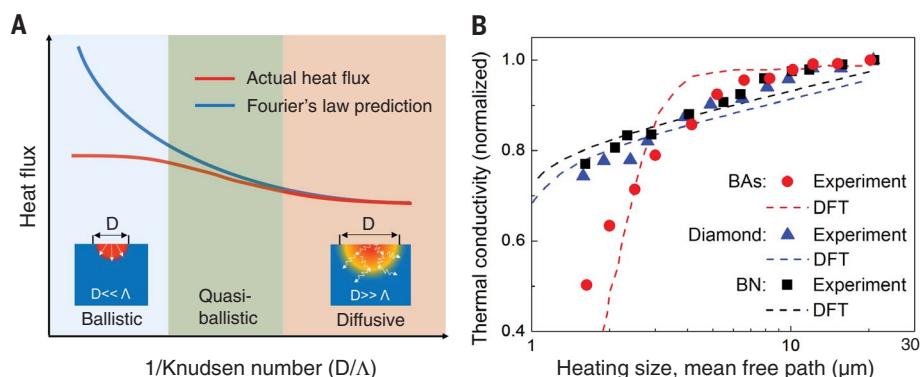 A
Heat flux
Actual heat flux
Fourier's law prediction
D
D<< Λ
D
D>> Λ
Ballistic
Quasi-
ballistic
Diffusive
1/Knudsen number (D/Λ)
B
Thermal conductivity (normalized)
1.0
0.8
0.6
0.4
BAs: Experiment
DFT
Diamond: Experiment
DFT
BN: Experiment
DFT
1 10 30
Heating size, mean free path (μm)